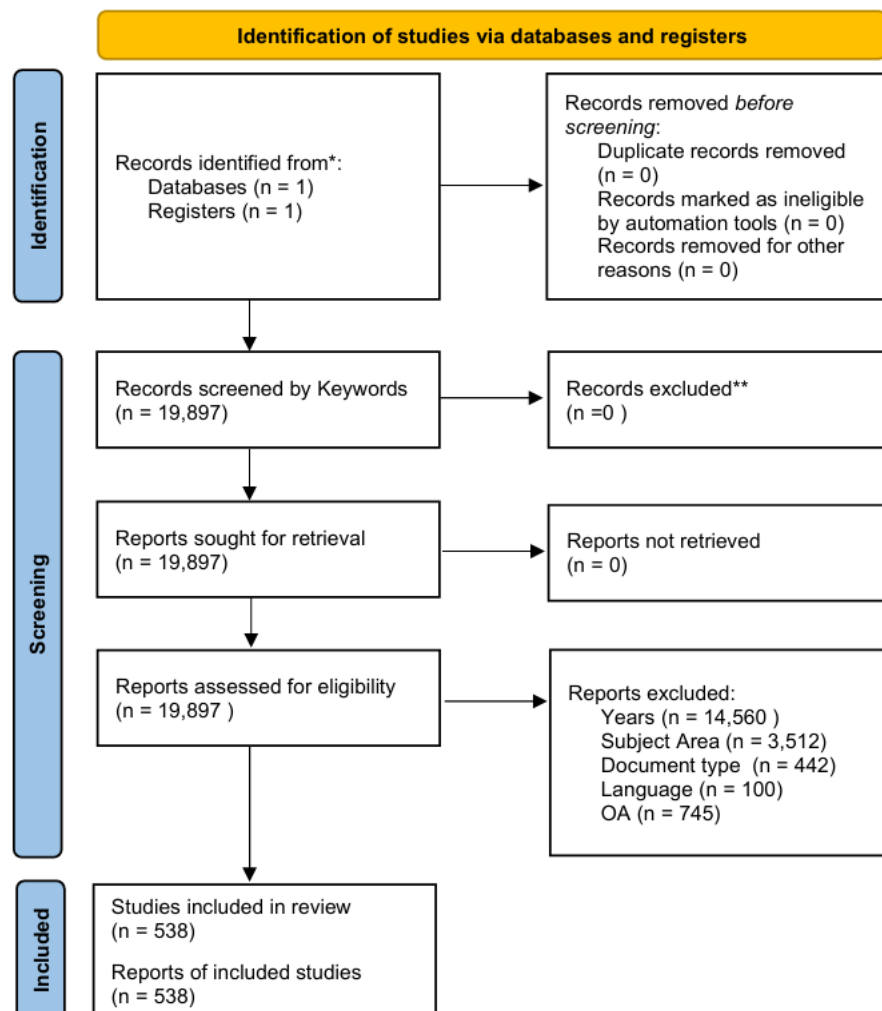 Identification of studies via databases and registers
Identification
Records identified from*:
Databases (n = 1)
Registers (n = 1)
Records removed before
screening:
Duplicate records removed
(n = 0)
Records marked as ineligible
by automation tools (n = 0)
Records removed for other
reasons (n = 0)
Screening
Records screened by Keywords
(n = 19,897)
Records excluded**
(n =0 )
Reports sought for retrieval
(n = 19,897)
Reports not retrieved
(n = 0)
Reports assessed for eligibility
(n = 19,897 )
Reports excluded:
Years (n = 14,560 )
Subject Area (n = 3,512)
Document type  (n = 442)
Language (n = 100)
OA (n = 745)
Included
Studies included in review
(n = 538)
Reports of included studies
(n = 538)